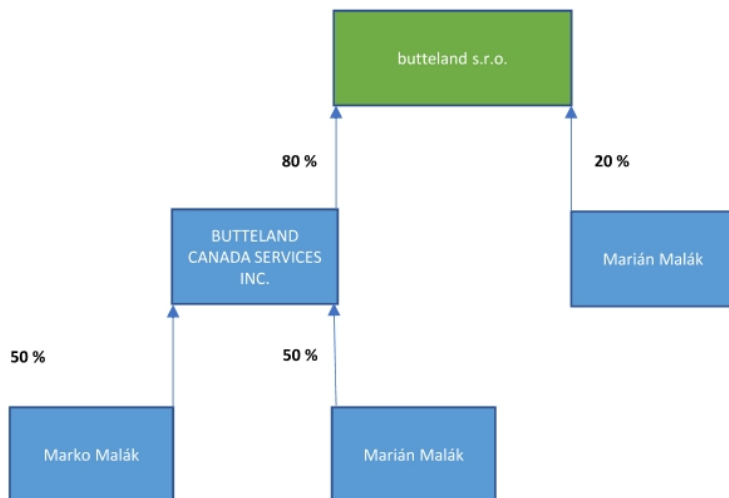 butteland s.r.o.
80 %
20 %
BUTTELAND
CANADA SERVICES
INC.
Marián Malák
50 %
50 %
Marko Malák
Marián Malák